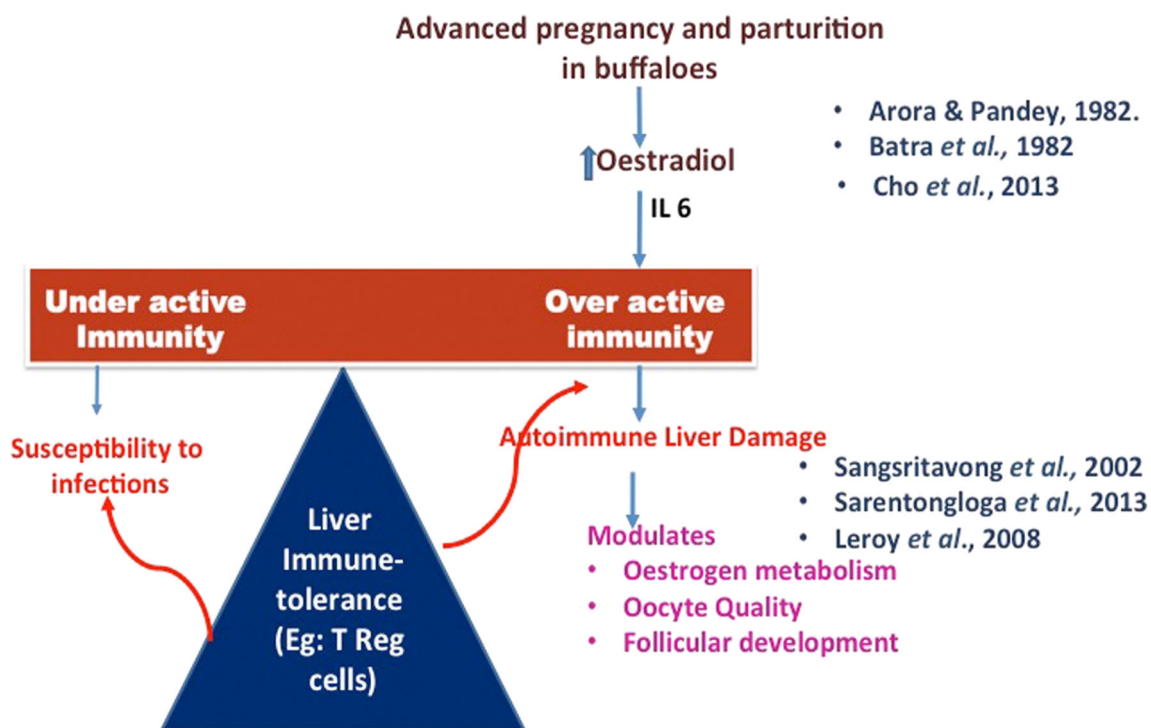 Advanced pregnancy and parturition
in buffaloes
• Arora & Pandey, 1982.
• Batra et al., 1982
• Cho et al., 2013
Oestradiol
IL 6
Under active
Immunity
Over active
immunity
Susceptibility to
infections
Liver
Immune-
tolerance
(Eg: T Reg
cells)
Autoimmune Liver Damage
• Sangsritavong et al., 2002
• Sarentongloga et al., 2013
• Leroy et al., 2008
Modulates
• Oestrogen metabolism
• Oocyte Quality
• Follicular development